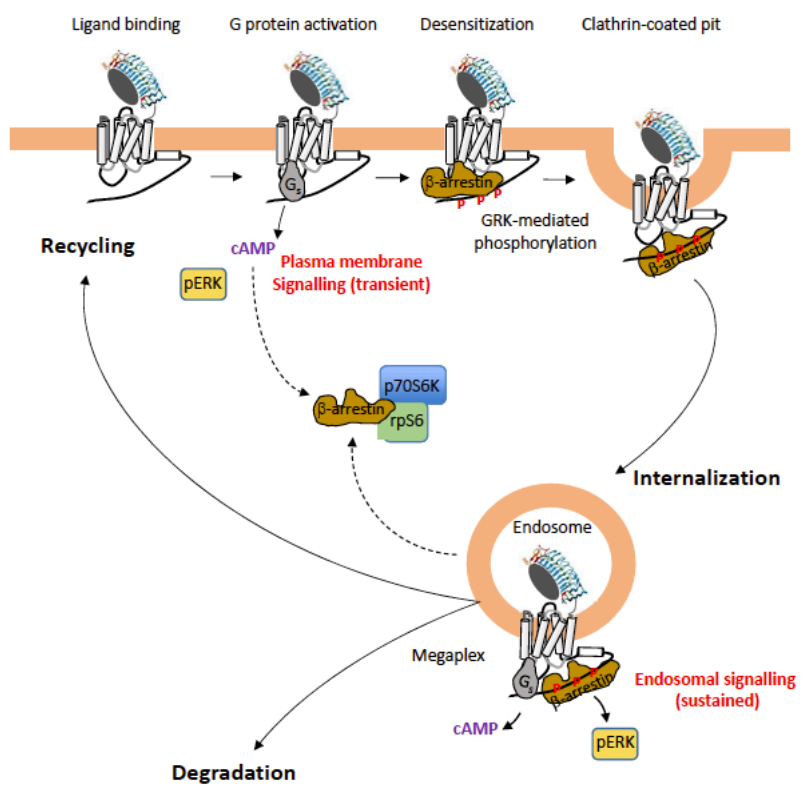 Ligand binding
G protein activation
Desensitization
Clathrin-coated pit
Gs
β-arrestin
P P P
GRK-mediated
phosphorylation
P P P
β-arrestin
Recycling
cAMP
Plasma membrane
Signalling (transient)
pERK
p70S6K
β-arrestin
rpS6
Internalization
Endosome
Megaplex
Gs
P P P
β-arrestin
Endosomal signalling
(sustained)
cAMP
pERK
Degradation